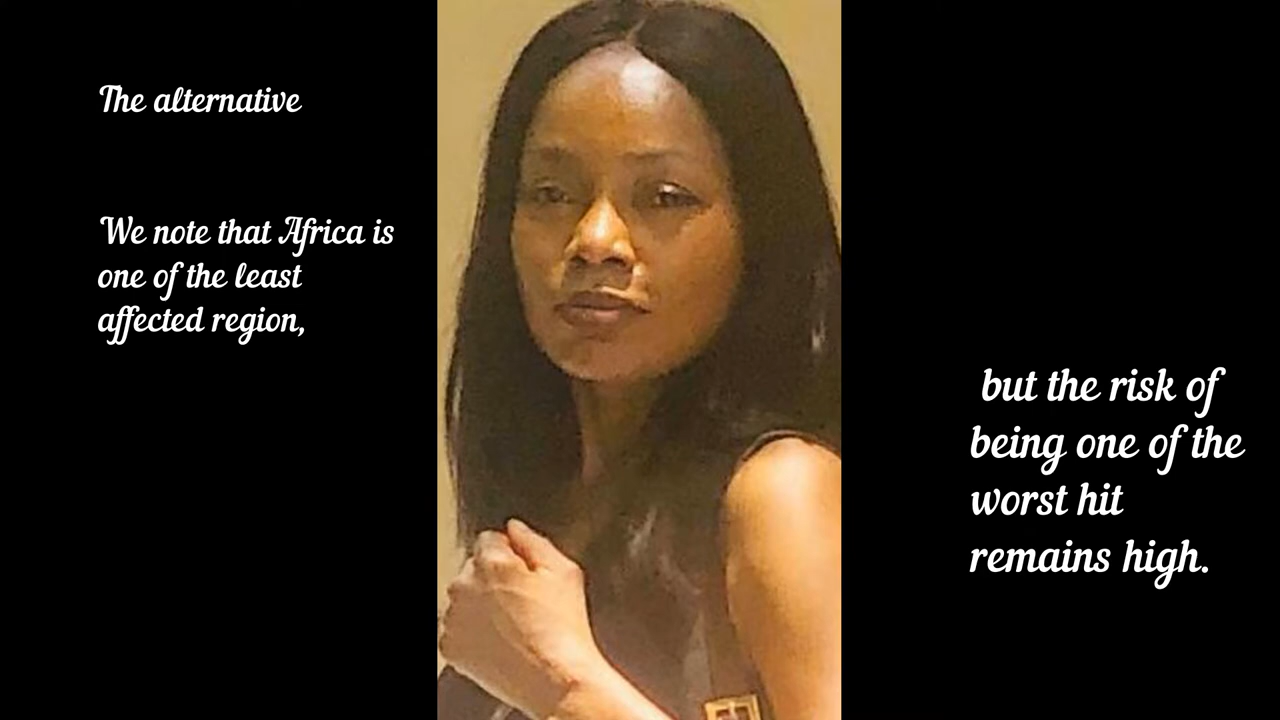 The alternative
We note that Africa is
one of the least
affected region,
but the risk of
being one of the
worst hit
remains high.